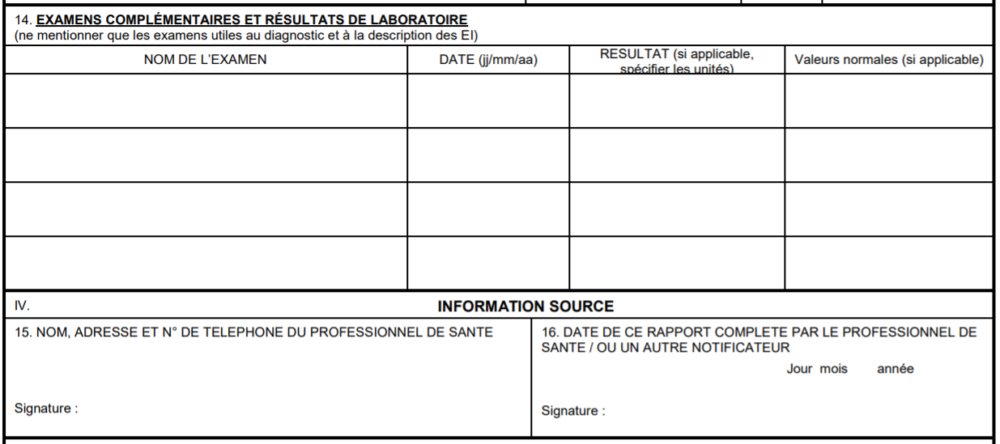 14. EXAMENS COMPLÉMENTAIRES ET RÉSULTATS DE LABORATOIRE
(ne mentionner que les examens utiles au diagnostic et à la description des EI)
NOM DE L'EXAMEN
DATE (jj/mm/aa)
RESULTAT (si applicable,
spécifier les unités)
Valeurs normales (si applicable)
IV.
INFORMATION SOURCE
15. NOM, ADRESSE ET N° DE TELEPHONE DU PROFESSIONNEL DE SANTE
Signature :
16. DATE DE CE RAPPORT COMPLETE PAR LE PROFESSIONNEL DE
SANTE / OU UN AUTRE NOTIFICATEUR
Jour mois année
Signature :